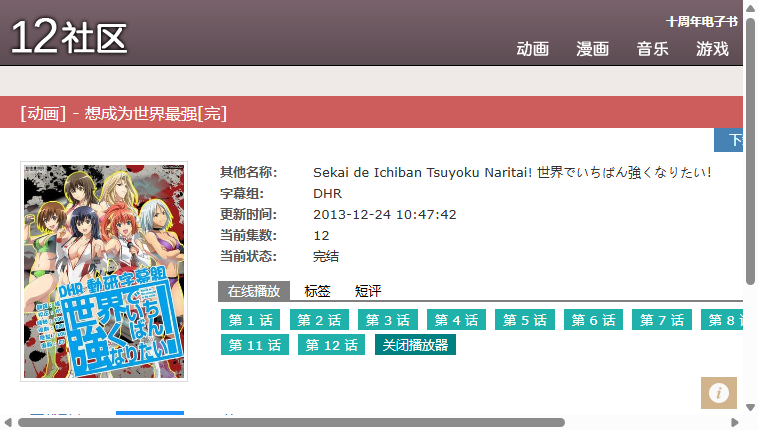 12社区
十周年电子书
动画 漫画 音乐 游戏
[动画] - 想成为世界最强[完]
其他名称: Sekai de Ichiban Tsuyoku Naritai! 世界でいちばん強くなりたい!
字幕组: DHR
更新时间: 2013-12-24 10:47:42
当前集数: 12
当前状态: 完结
DHR 動研字幕組
世界でいちばん強くなりたい!
在线播放 标签 短评
第 1 话 第 2 话 第 3 话 第 4 话 第 5 话 第 6 话 第 7 话 第 8
第 11 话 第 12 话 关闭播放器